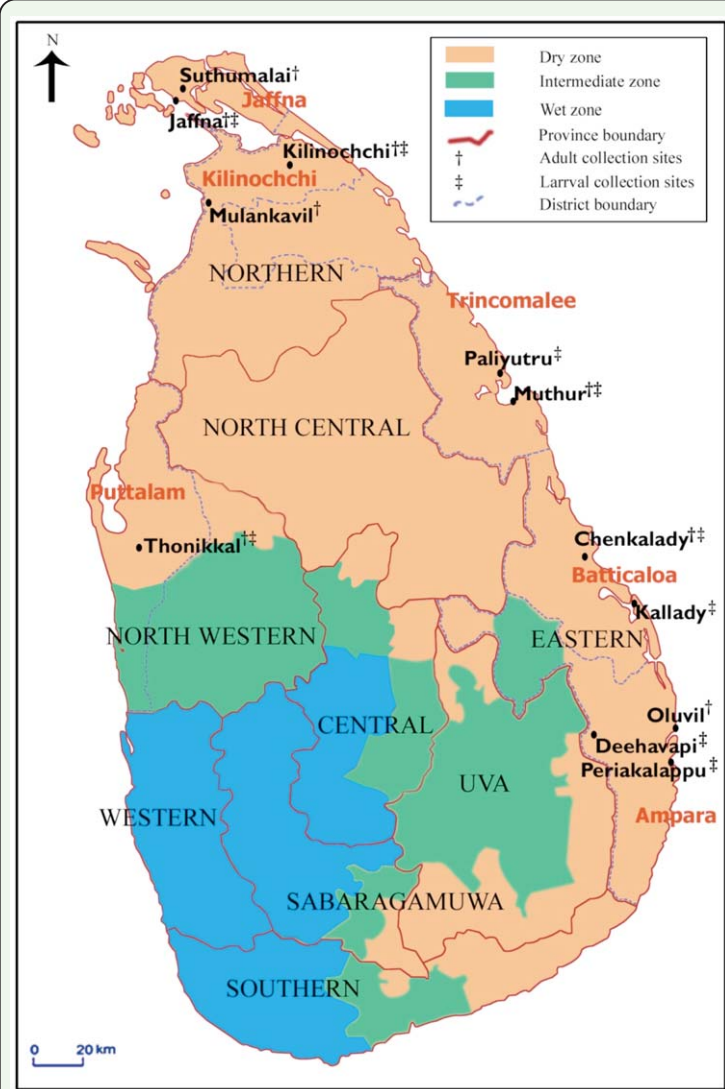 N
Dry zone
Intermediate zone
Wet zone
Province boundary
† Adult collection sites
‡ Larrval collection sites
District boundary
Suthumalai†
Jaffna
Jaffna†‡
Kilinochchi†‡
Kilinochchi
Mulankavil†
NORTHERN
Trincomalee
Paliyutru‡
Muthur†‡
NORTH CENTRAL
Puttalam
Thonikkal†‡
Chenkalady†‡
Batticaloa
Kallady‡
NORTH WESTERN
EASTERN
Oluvil†
CENTRAL
Deehavapi‡
Periakalappu‡
UVA
WESTERN
Ampara
SABARAGAMUWA
SOUTHERN
0 20 km